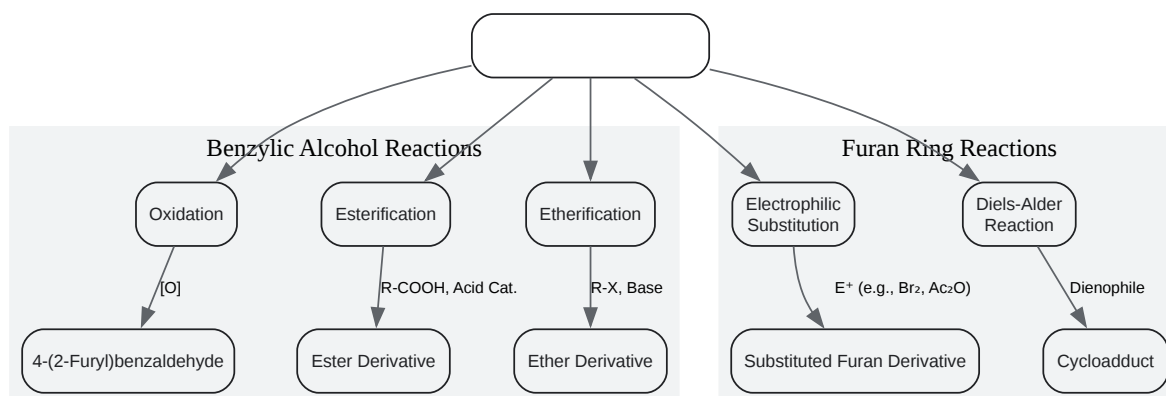 Benzylic Alcohol Reactions
Furan Ring Reactions
Oxidation
Esterification
Etherification
Electrophilic
Substitution
Diels-Alder
Reaction
[O]
R-COOH, Acid Cat.
R-X, Base
E⁺ (e.g., Br₂, Ac₂O)
Dienophile
4-(2-Furyl)benzaldehyde
Ester Derivative
Ether Derivative
Substituted Furan Derivative
Cycloadduct